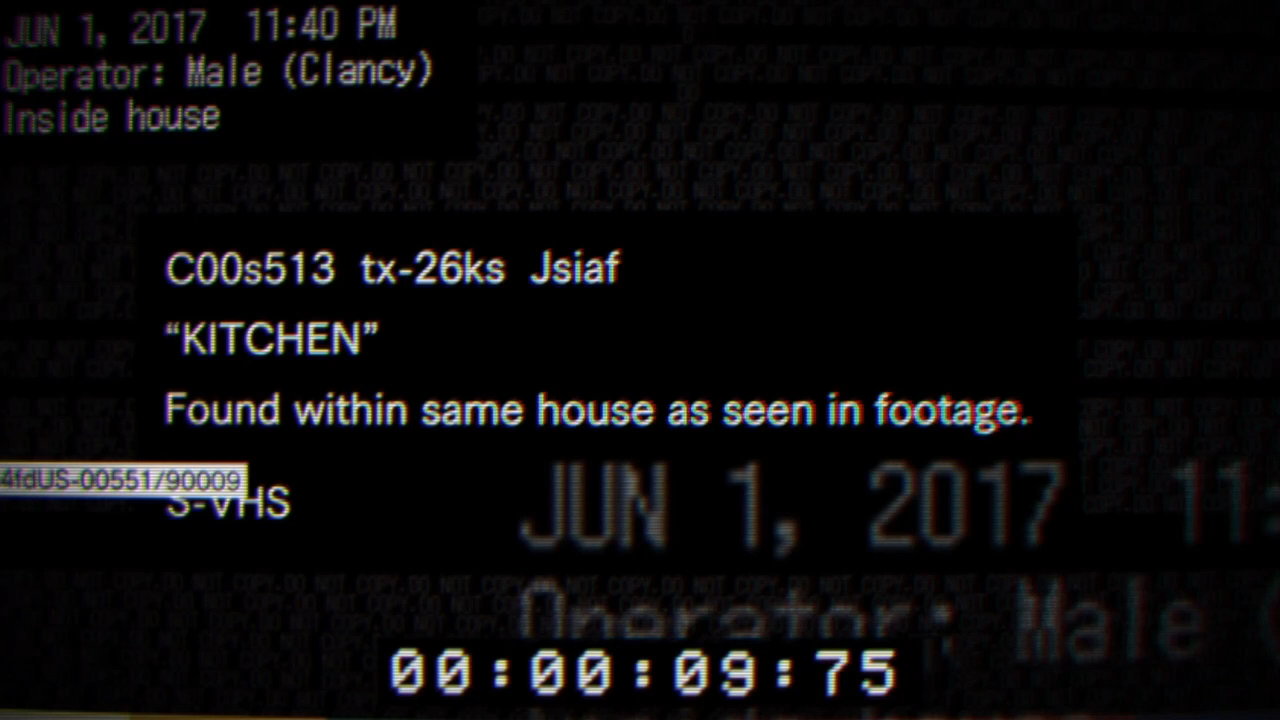 JUN 1, 2017  11:40 PM
Operator: Male (Clancy)
Inside house
C00s513  tx-26ks  Jsiaf
“KITCHEN”
Found within same house as seen in footage.
4fdUS-00551/90009
S-VHS
JUN 1, 2017  11:
Operator: Male (
00:00:09:75